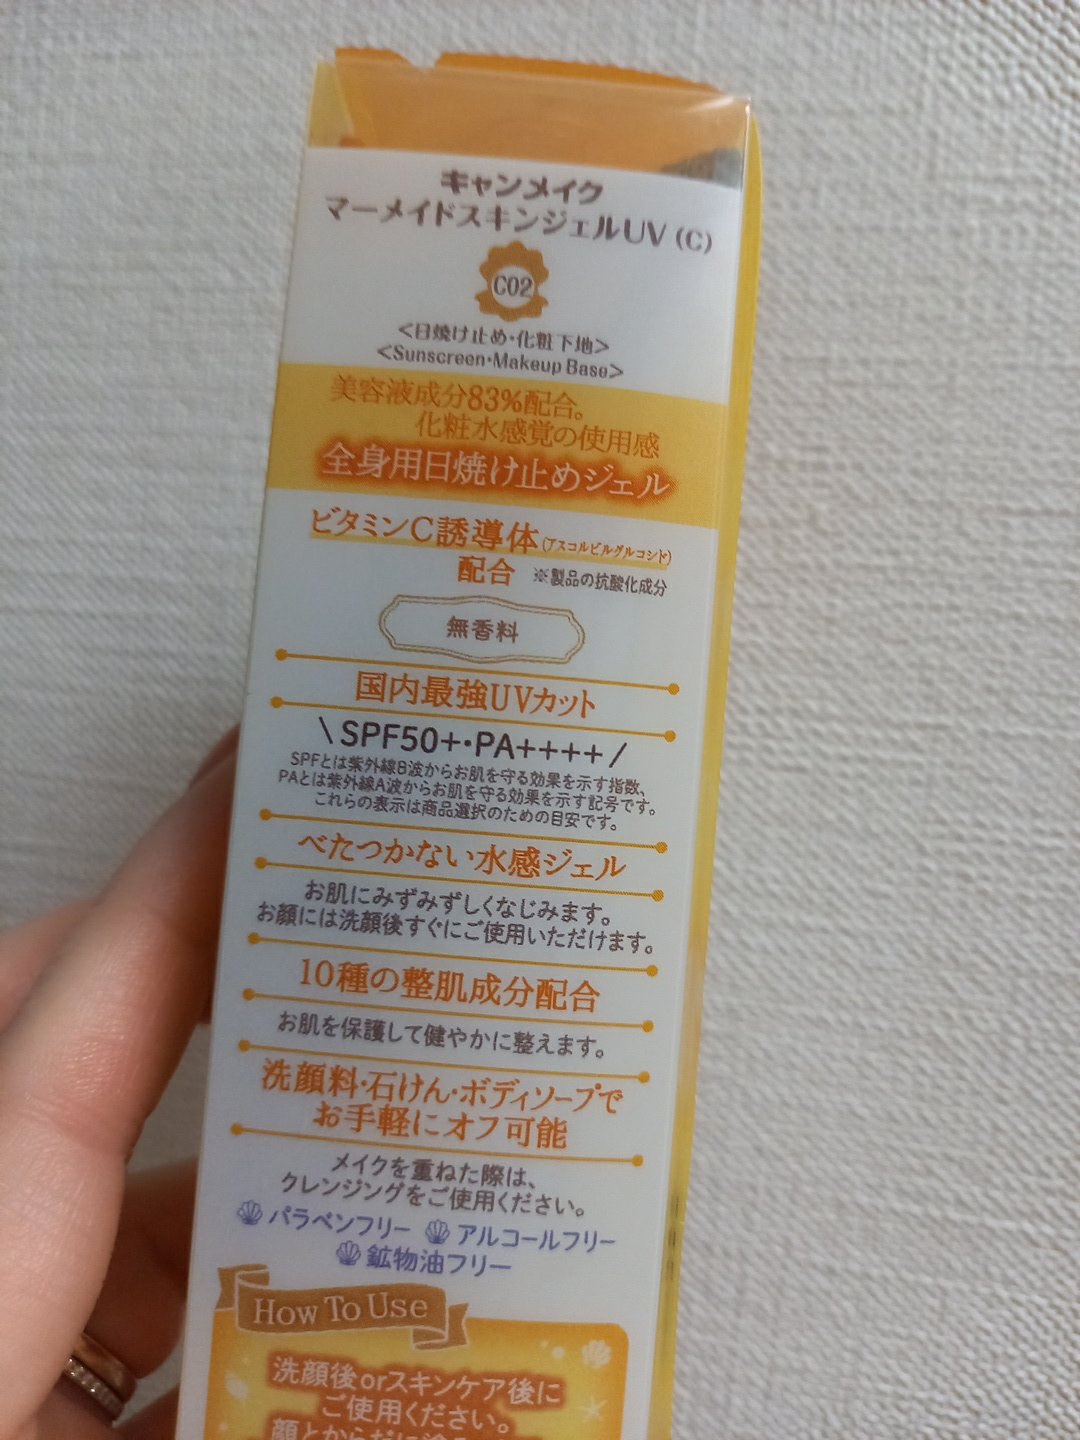 キャンメイク
マーメイドスキンジェルUV (C)
C02
<日焼け止め・化粧下地>
<Sunscreen・Makeup Base>
美容液成分83%配合。
化粧水感覚の使用感
全身用日焼け止めジェル
ビタミンC誘導体(アスコルビルグルコシド)
配合 ※製品の抗酸化成分
無香料
国内最強UVカット
\ SPF50+・PA++++ /
SPFとは紫外線B波からお肌を守る効果を示す指数、
PAとは紫外線A波からお肌を守る効果を示す記号です。
これらの表示は商品選択のための目安です。
べたつかない水感ジェル
お肌にみずみずしくなじみます。
お顔には洗顔後すぐにご使用いただけます。
10種の整肌成分配合
お肌を保護して健やかに整えます。
洗顔料・石けん・ボディソープで
お手軽にオフ可能
メイクを重ねた際は、
クレンジングをご使用ください。
パラベンフリー アルコールフリー
鉱物油フリー
How To Use
洗顔後orスキンケア後に
ご使用ください。
顔とからだに